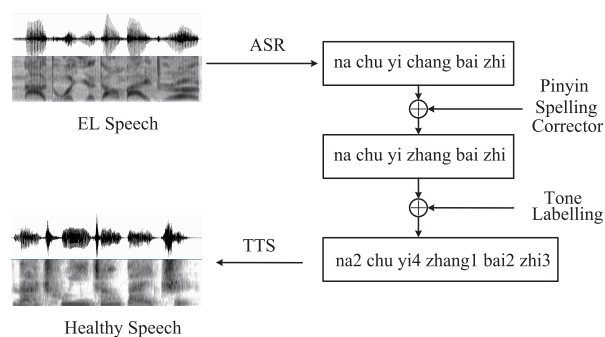 ASR
na chu yi chang bai zhi
EL Speech
Pinyin
Spelling
Corrector
na chu yi zhang bai zhi
Tone
Labelling
TTS
na2 chu yi4 zhang1 bai2 zhi3
Healthy Speech